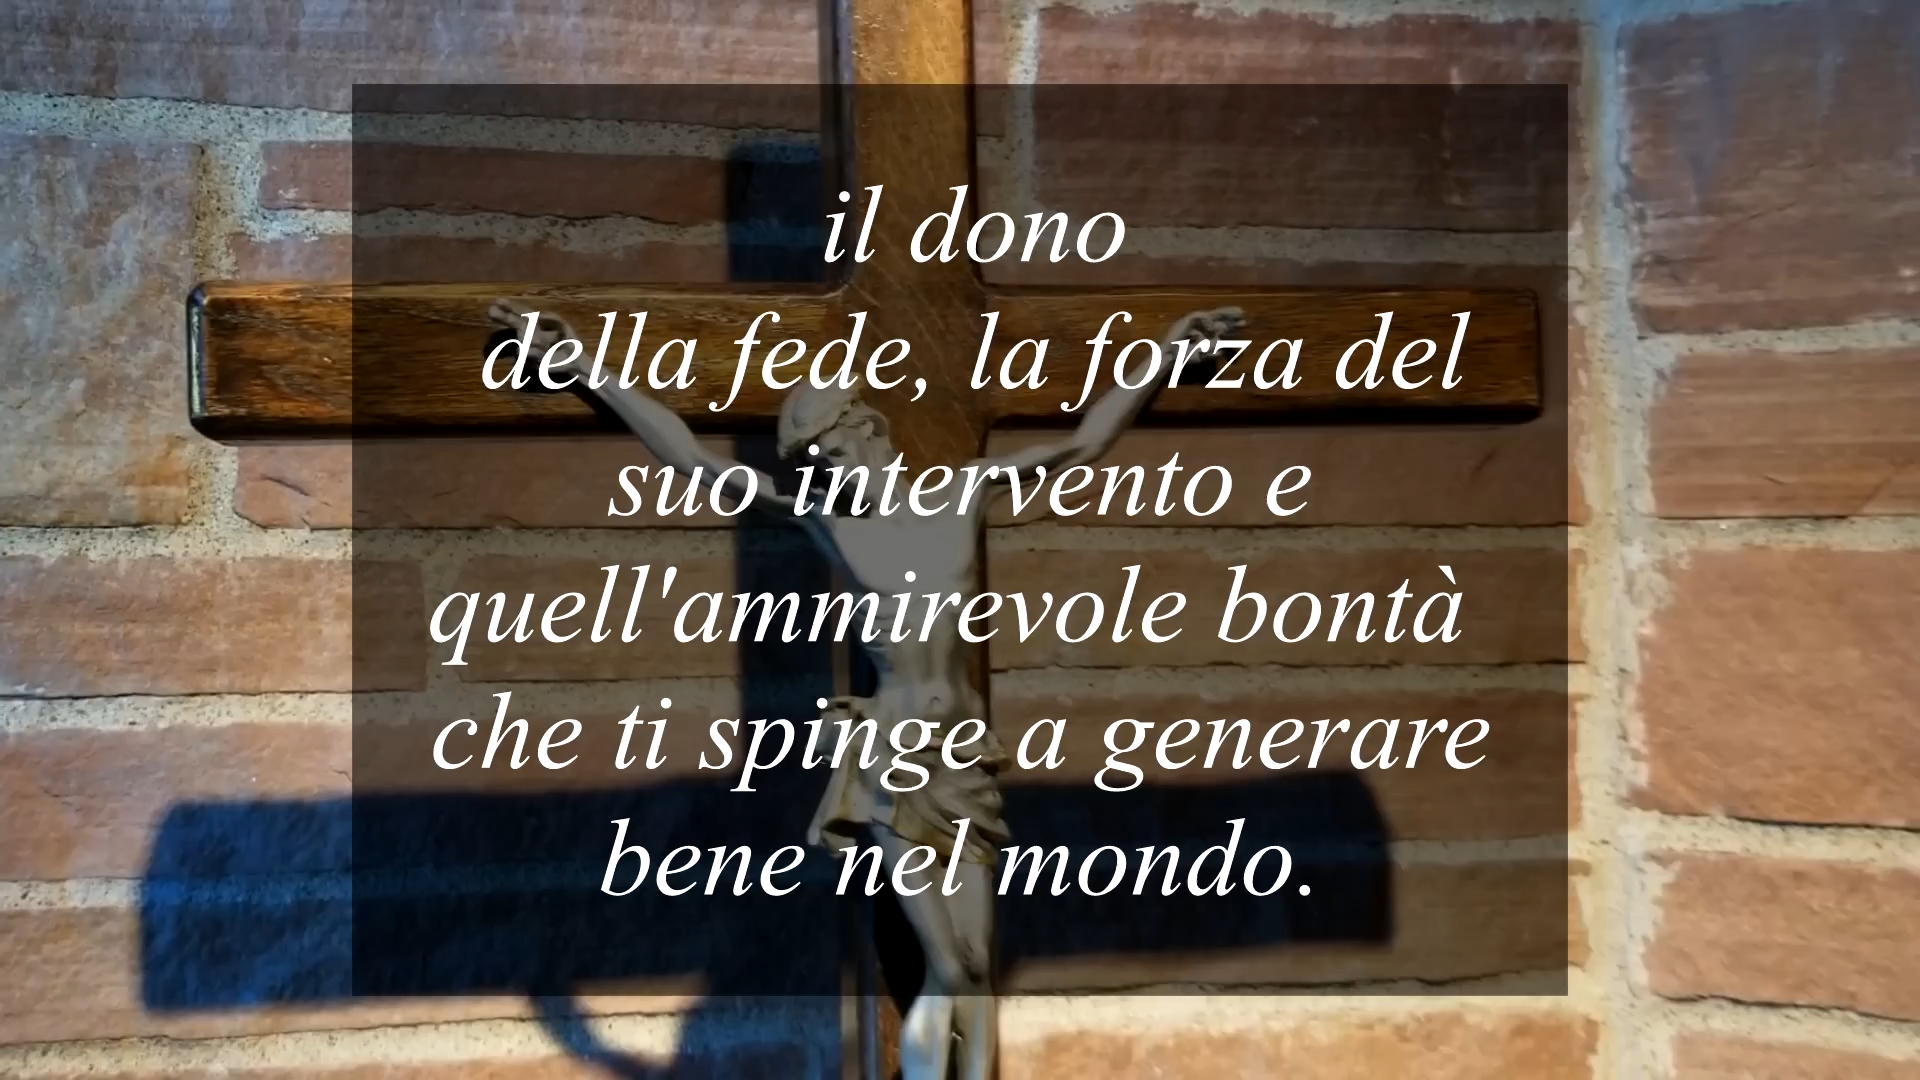 il dono
della fede, la forza del
suo intervento e
quell'ammirevole bontà
che ti spinge a generare
bene nel mondo.